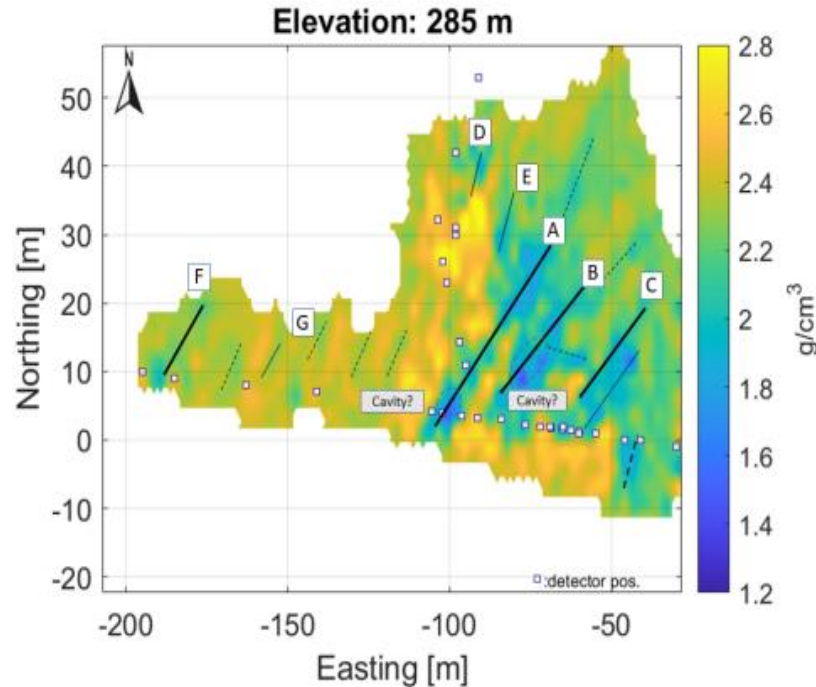 Elevation: 285 m
N
50
40
30
20
10
0
-10
-20
Northing [m]
D
E
A
B
C
F
G
Cavity?
Cavity?
:detector pos.
-200
-150
-100
-50
Easting [m]
2.8
2.6
2.4
2.2
2
1.8
1.6
1.4
1.2
g/cm³